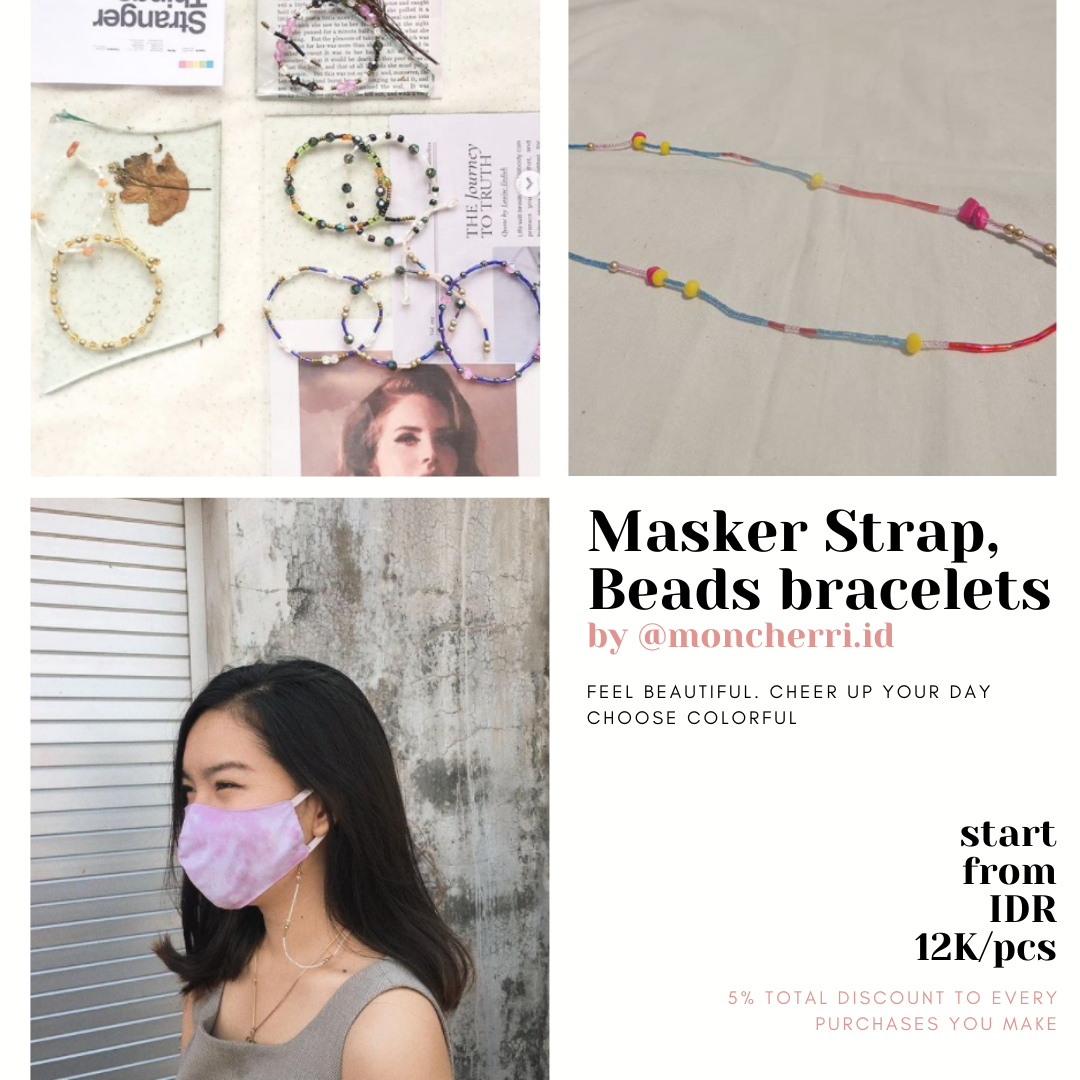 Stranger
Things
THE Journey
TO TRUTH
Masker Strap,
Beads bracelets
by @moncherri.id
FEEL BEAUTIFUL. CHEER UP YOUR DAY
CHOOSE COLORFUL
start
from
IDR
12K/pcs
5% TOTAL DISCOUNT TO EVERY
PURCHASES YOU MAKE